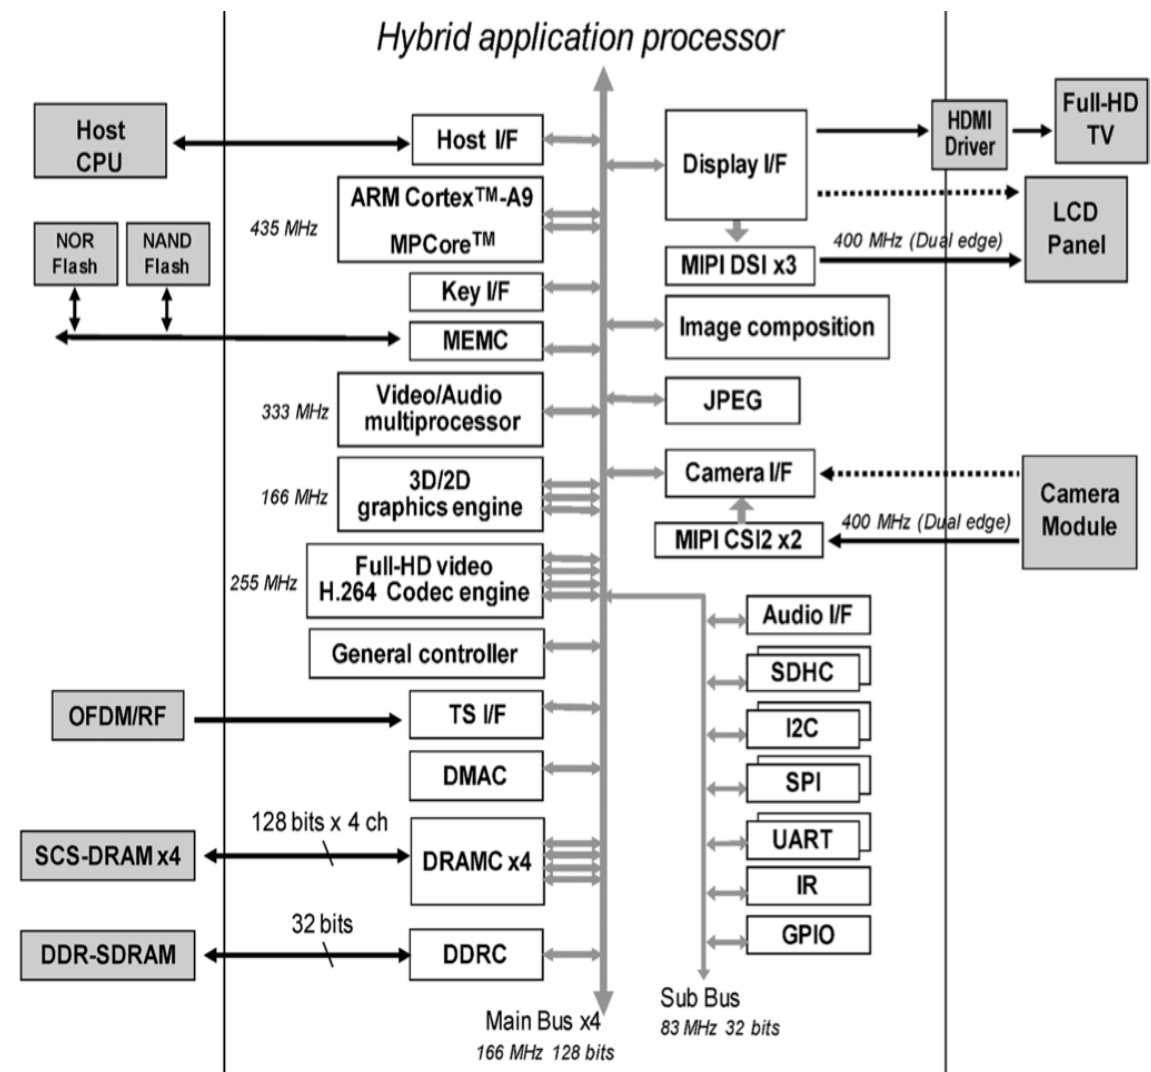 Hybrid application processor
Host
CPU
Host I/F
ARM Cortex™-A9
MPCore™
435 MHz
NOR
Flash
NAND
Flash
Key I/F
MEMC
Video/Audio
multiprocessor
333 MHz
3D/2D
graphics engine
166 MHz
Full-HD video
H.264 Codec engine
255 MHz
General controller
OFDM/RF
TS I/F
DMAC
128 bits x 4 ch
SCS-DRAM x4
DRAMC x4
32 bits
DDR-SDRAM
DDRC
Main Bus x4
166 MHz 128 bits
Display I/F
HDMI
Driver
Full-HD
TV
LCD
Panel
400 MHz (Dual edge)
MIPI DSI x3
Image composition
JPEG
Camera I/F
Camera
Module
400 MHz (Dual edge)
MIPI CSI2 x2
Audio I/F
SDHC
I2C
SPI
UART
IR
GPIO
Sub Bus
83 MHz 32 bits